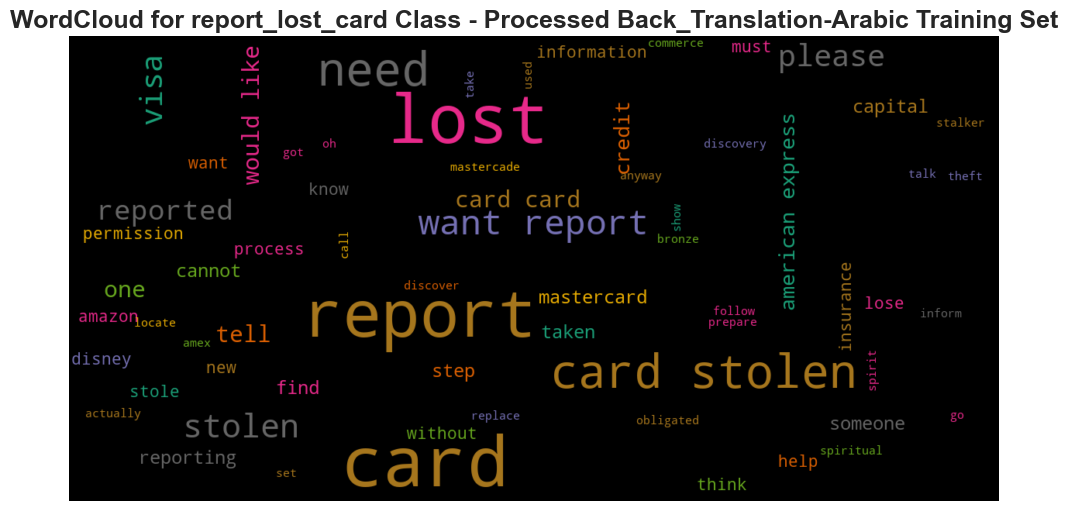 WordCloud for report_lost_card Class - Processed Back_Translation-Arabic Training Set
commerce
must
information
please
need
visa
would like
take
used
lost
capital
stalker
credit
american express
oh
got
want
discovery
mastercade
anyway
talk
theft
know
card card
reported
want report
show
permission
process
call
bronze
cannot
one
discover
mastercard
insurance
lose
amazon
locate
report
follow
prepare
inform
tell
taken
amex
disney
new
step
card stolen
spirit
stole
find
actually
replace
obligated
go
stolen
without
someone
card
reporting
spiritual
help
set
think